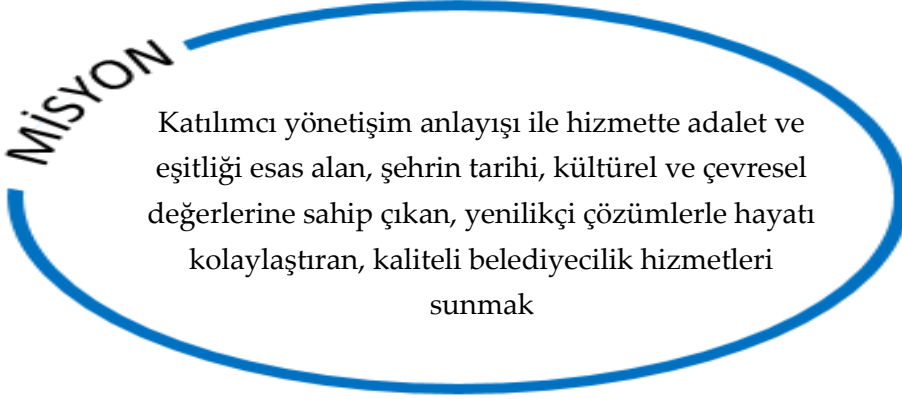 MİSYON
Katılımcı yönetişim anlayışı ile hizmette adalet ve
eşitliği esas alan, şehrin tarihi, kültürel ve çevresel
değerlerine sahip çıkan, yenilikçi çözümlerle hayatı
kolaylaştıran, kaliteli belediyecilik hizmetleri
sunmak